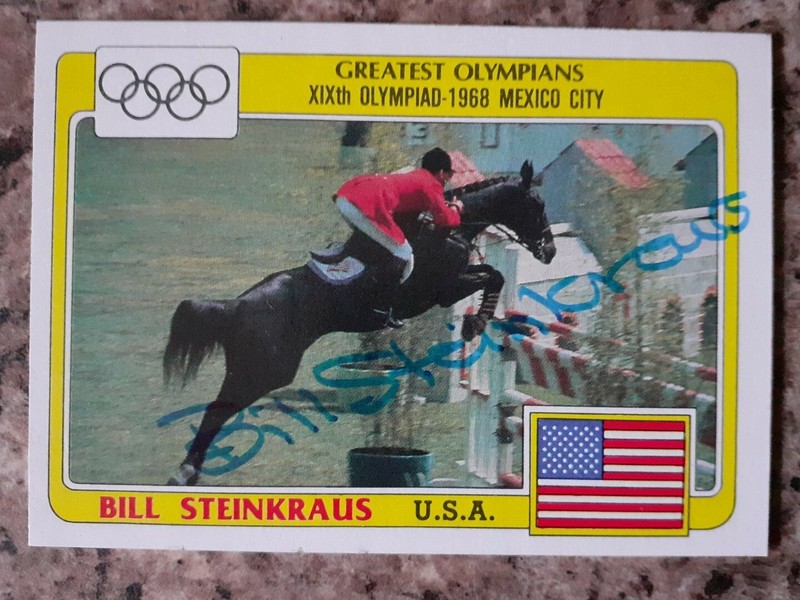 GREATEST OLYMPIANS
XIXth OLYMPIAD-1968 MEXICO CITY
Bill Steinkraus
BILL STEINKRAUS U.S.A.